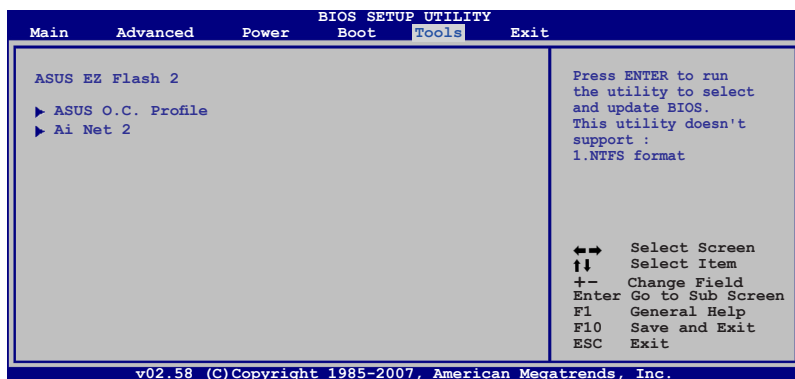 BIOS SETUP UTILITY
Main Advanced Power Boot Tools Exit
ASUS EZ Flash 2
ASUS O.C. Profile
Ai Net 2
Press ENTER to run
the utility to select
and update BIOS.
This utility doesn't
support :
1.NTFS format
Select Screen
Select Item
+- Change Field
Enter Go to Sub Screen
F1 General Help
F10 Save and Exit
ESC Exit
v02.58 (C)Copyright 1985-2007, American Megatrends, Inc.